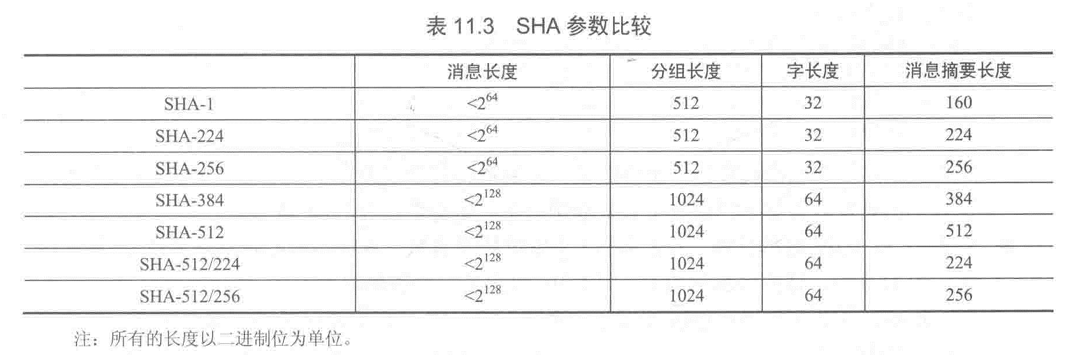 表 11.3 SHA 参数比较
消息长度 分组长度 字长度 消息摘要长度
SHA-1 <2^64 512 32 160
SHA-224 <2^64 512 32 224
SHA-256 <2^64 512 32 256
SHA-384 <2^128 1024 64 384
SHA-512 <2^128 1024 64 512
SHA-512/224 <2^128 1024 64 224
SHA-512/256 <2^128 1024 64 256
注：所有的长度以二进制位为单位。